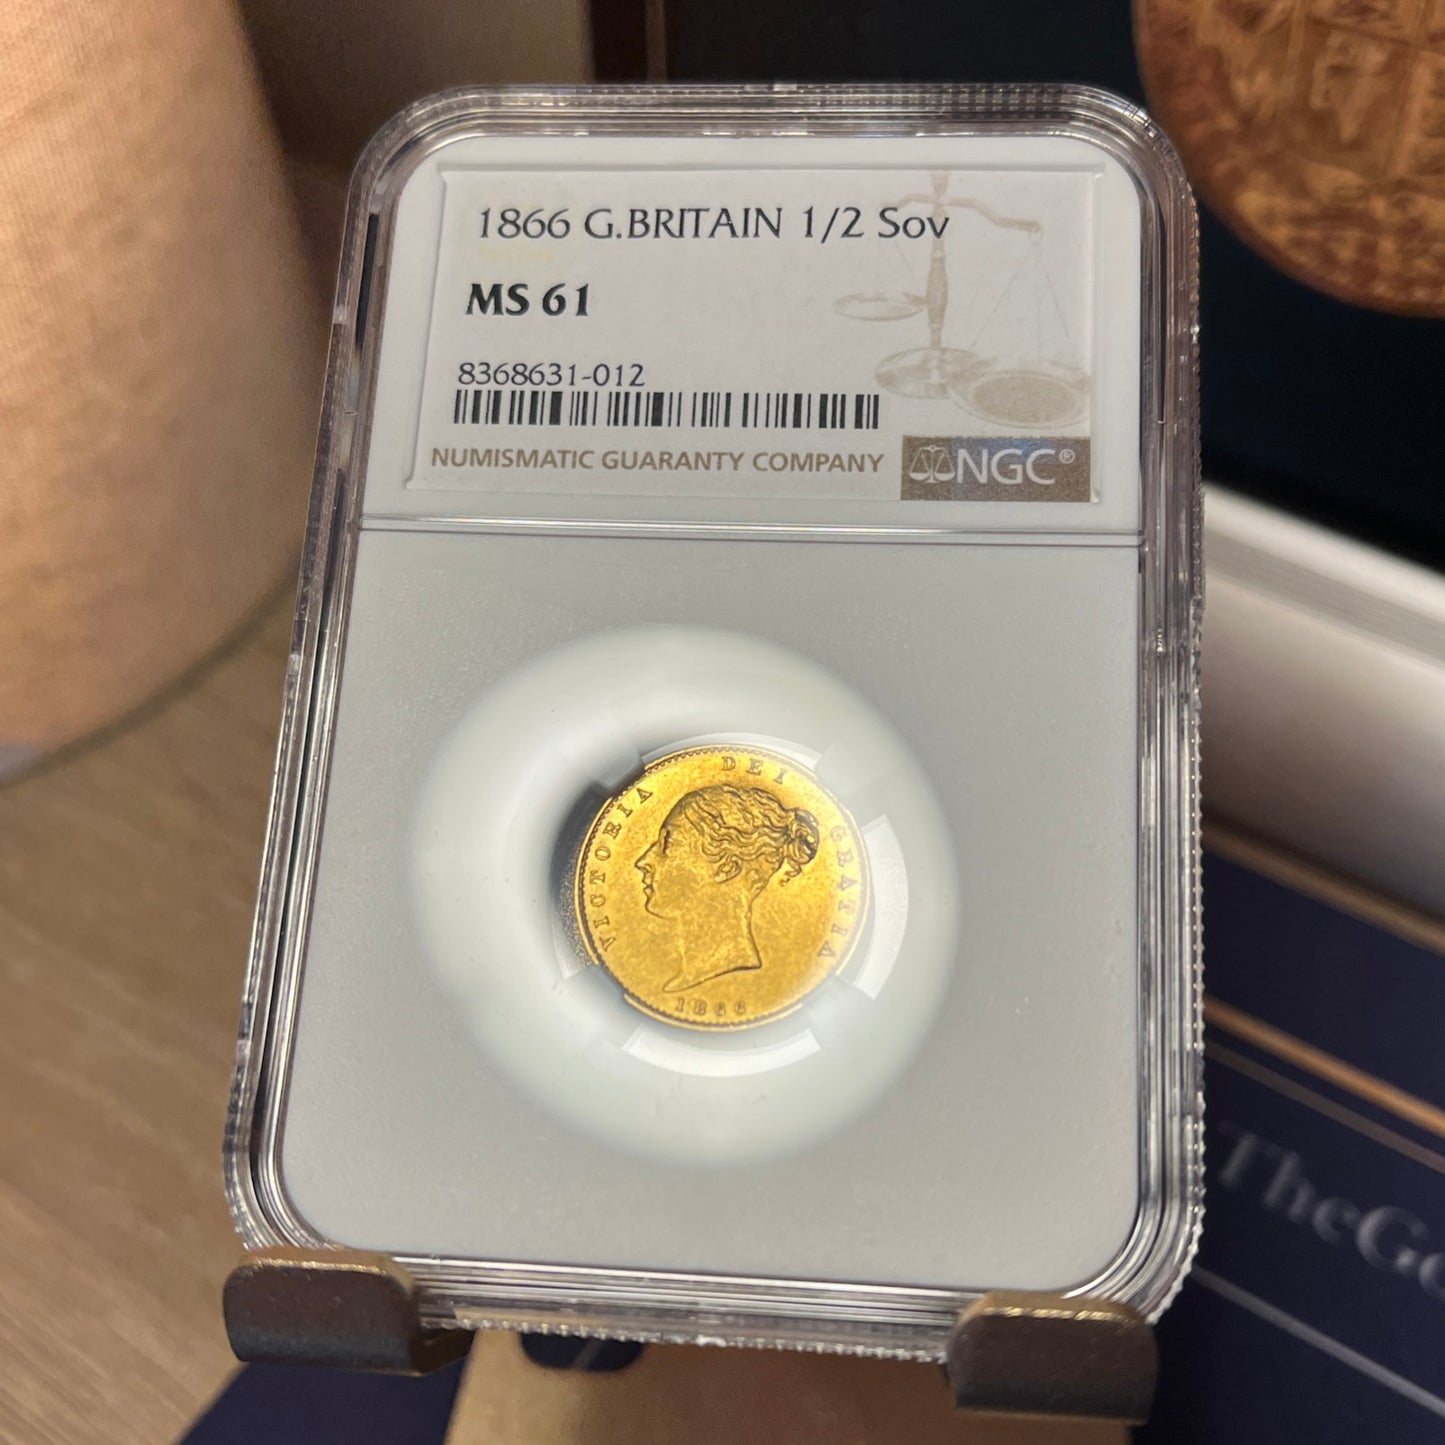 1866 G.BRITAIN 1/2 Sov
MS 61
8368631-012
NUMISMATIC GUARANTY COMPANY
NGC®
VICTORIA DEI GRATIA
1866
TheGo